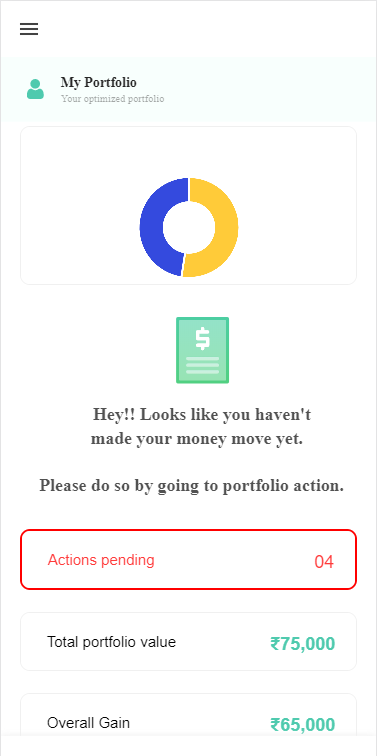 My Portfolio
Your optimized portfolio
$
Hey!! Looks like you haven't
made your money move yet.
Please do so by going to portfolio action.
Actions pending 04
Total portfolio value ₹75,000
Overall Gain ₹65,000